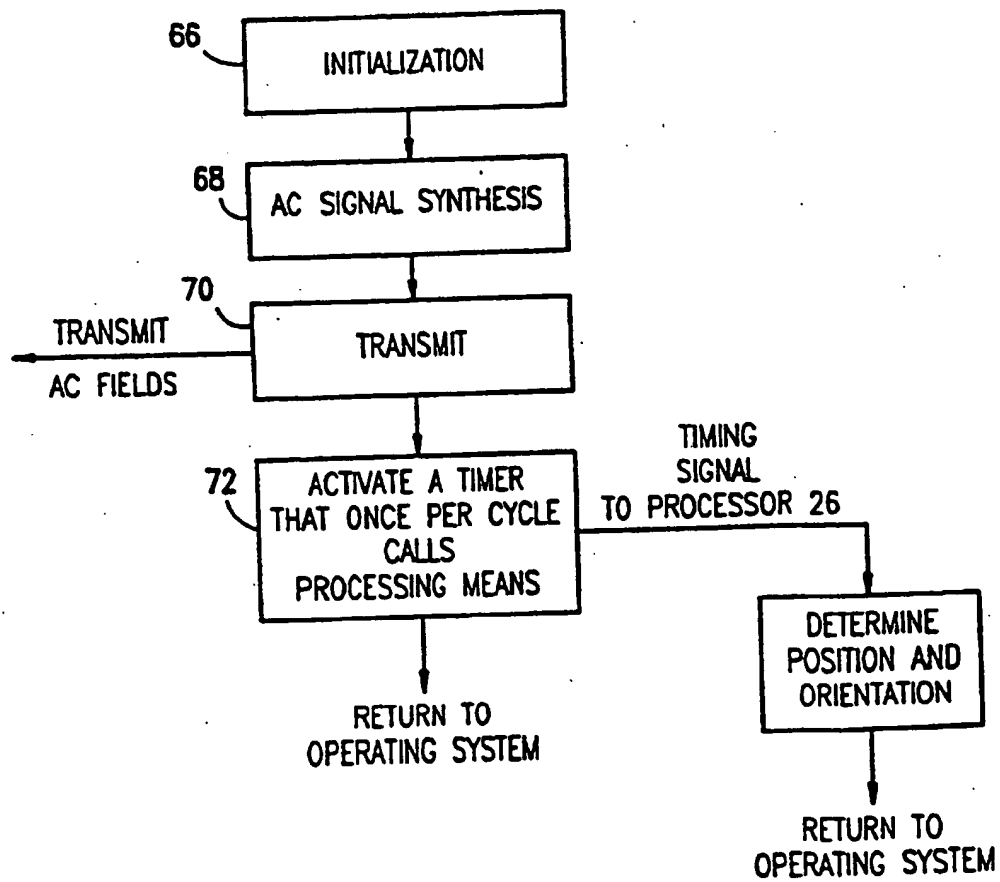 66
INITIALIZATION
68
AC SIGNAL SYNTHESIS
70
TRANSMIT
TRANSMIT
AC FIELDS
72
ACTIVATE A TIMER
THAT ONCE PER CYCLE
CALLS
PROCESSING MEANS
TIMING
SIGNAL
TO PROCESSOR 26
DETERMINE
POSITION AND
ORIENTATION
RETURN TO
OPERATING SYSTEM
RETURN TO
OPERATING SYSTEM